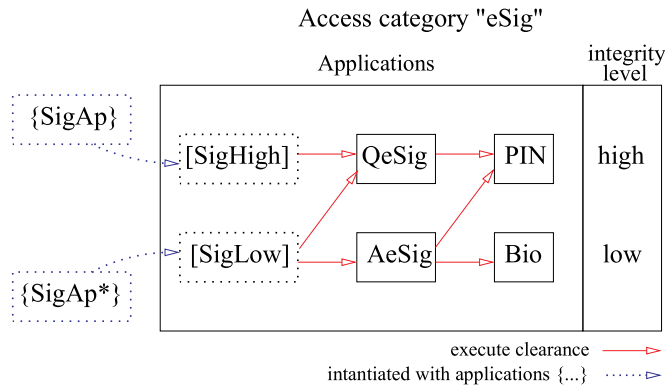 Access category "eSig"
Applications
integrity
level
{SigAp}
[SigHigh]
QeSig
PIN
high
[SigLow]
AeSig
Bio
low
{SigAp*}
execute clearance
intantiated with applications {...}